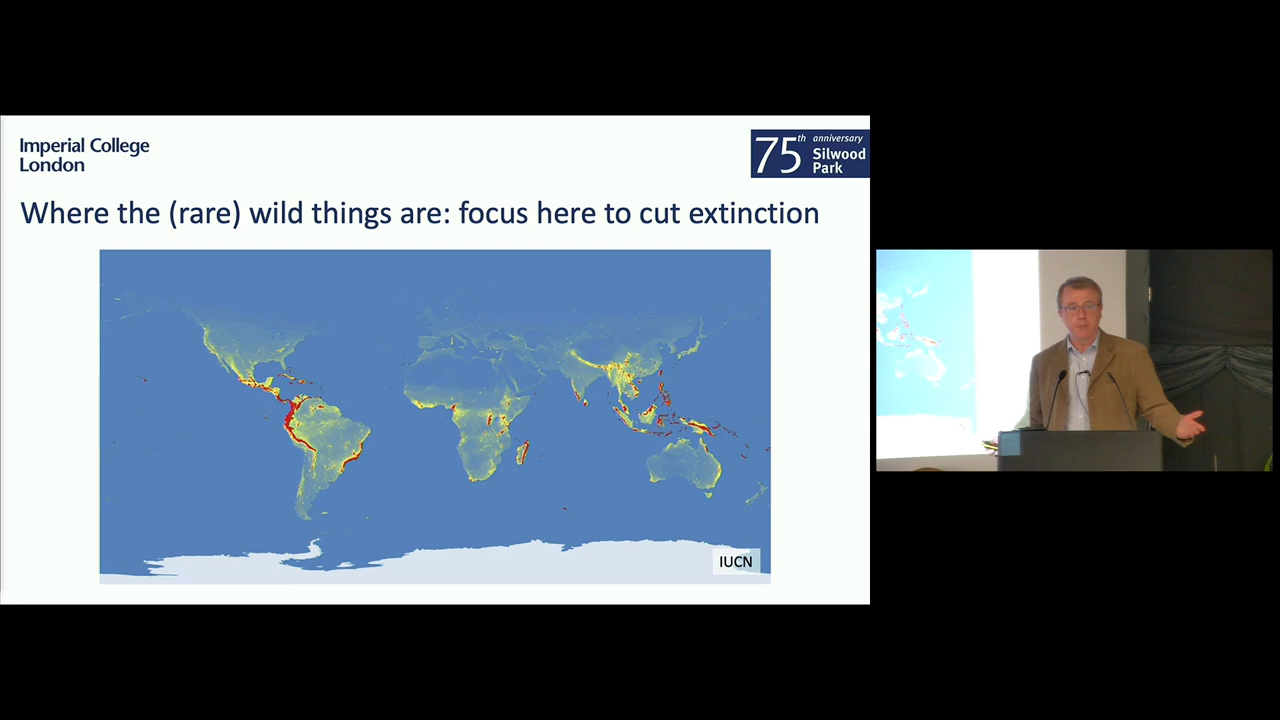 Imperial College
London
75th anniversary
Silwood
Park
Where the (rare) wild things are: focus here to cut extinction
IUCN